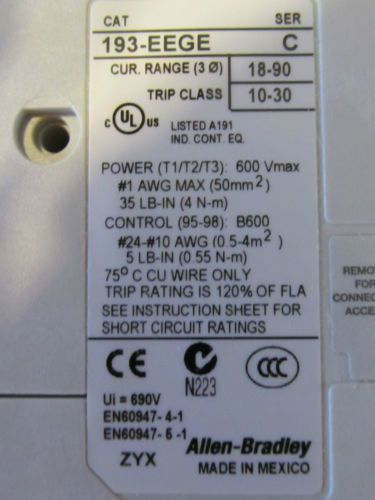 CAT SER
193-EEGE C
CUR. RANGE (3 Ø) 18-90
TRIP CLASS 10-30
c UL us LISTED A191
IND. CONT. EQ.
POWER (T1/T2/T3): 600 Vmax
#1 AWG MAX (50mm²)
35 LB-IN (4 N-m)
CONTROL (95-98): B600
#24-#10 AWG (0.5-4m²)
5 LB-IN (0.55 N-m)
75° C CU WIRE ONLY
TRIP RATING IS 120% OF FLA
SEE INSTRUCTION SHEET FOR
SHORT CIRCUIT RATINGS
CE N223 CCC
Ui = 690V
EN60947- 4-1
EN60947- 5 -1
ZYX Allen-Bradley
MADE IN MEXICO